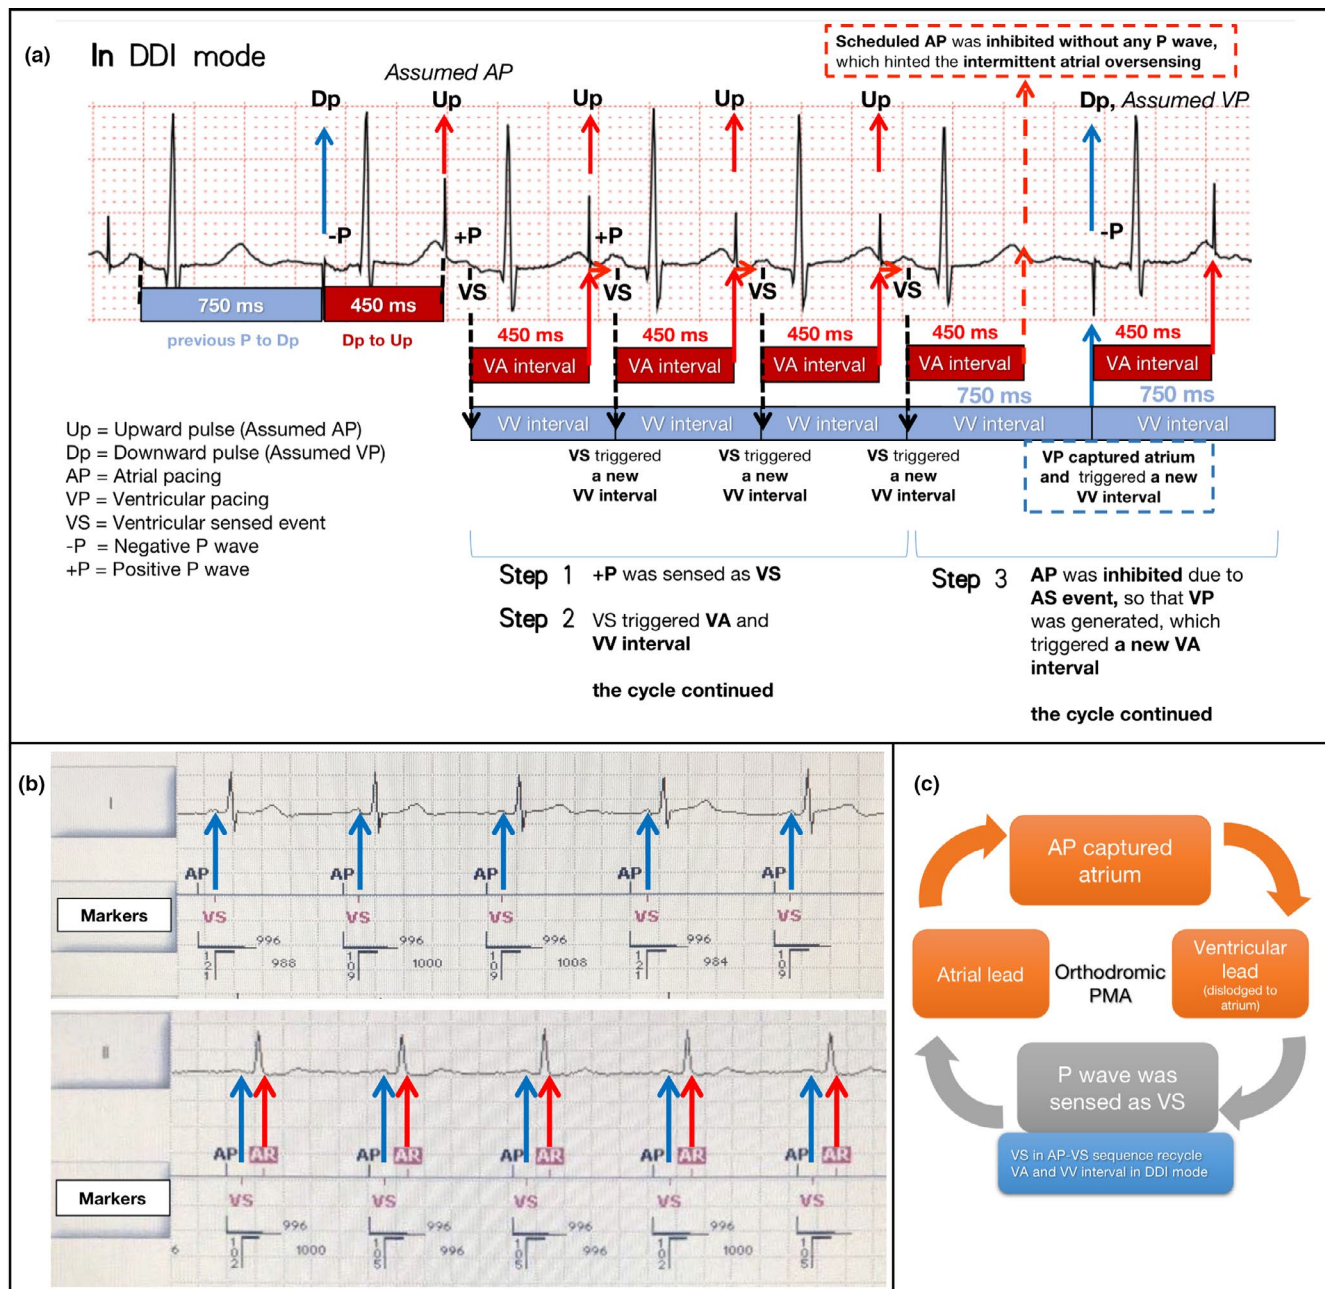 (a) In DDI mode
Assumed AP
Scheduled AP was inhibited without any P wave,
which hinted the intermittent atrial oversensing
Dp Up Up Up Up Dp, Assumed VP
-P +P +P -P
VS VS VS VS
750 ms 450 ms
previous P to Dp Dp to Up
450 ms 450 ms 450 ms 450 ms 450 ms
VA interval VA interval VA interval VA interval VA interval
750 ms 750 ms
VV interval VV interval VV interval VV interval VV interval
Up = Upward pulse (Assumed AP)
Dp = Downward pulse (Assumed VP)
AP = Atrial pacing
VP = Ventricular pacing
VS = Ventricular sensed event
-P = Negative P wave
+P = Positive P wave
VS triggered
a new
VV interval
VS triggered
a new
VV interval
VS triggered
a new
VV interval
VP captured atrium
and triggered a new
VV interval
Step 1 +P was sensed as VS
Step 2 VS triggered VA and
VV interval
the cycle continued
Step 3 AP was inhibited due to
AS event, so that VP
was generated, which
triggered a new VA
interval
the cycle continued
(b)
I
AP AP AP AP AP
Markers
VS VS VS VS VS
996 996 996 996
121 988 109 1000 109 1008 121 984 109
II
AP AR AP AR AP AR AP AR AP AR
Markers
VS VS VS VS VS
996 996 996 996
6 102 1000 105 996 105 996 102 1000 105
(c)
AP captured
atrium
Atrial lead
Orthodromic
PMA
Ventricular
lead
(dislodged to
atrium)
P wave was
sensed as VS
VS in AP-VS sequence recycle
VA and VV interval in DDI mode